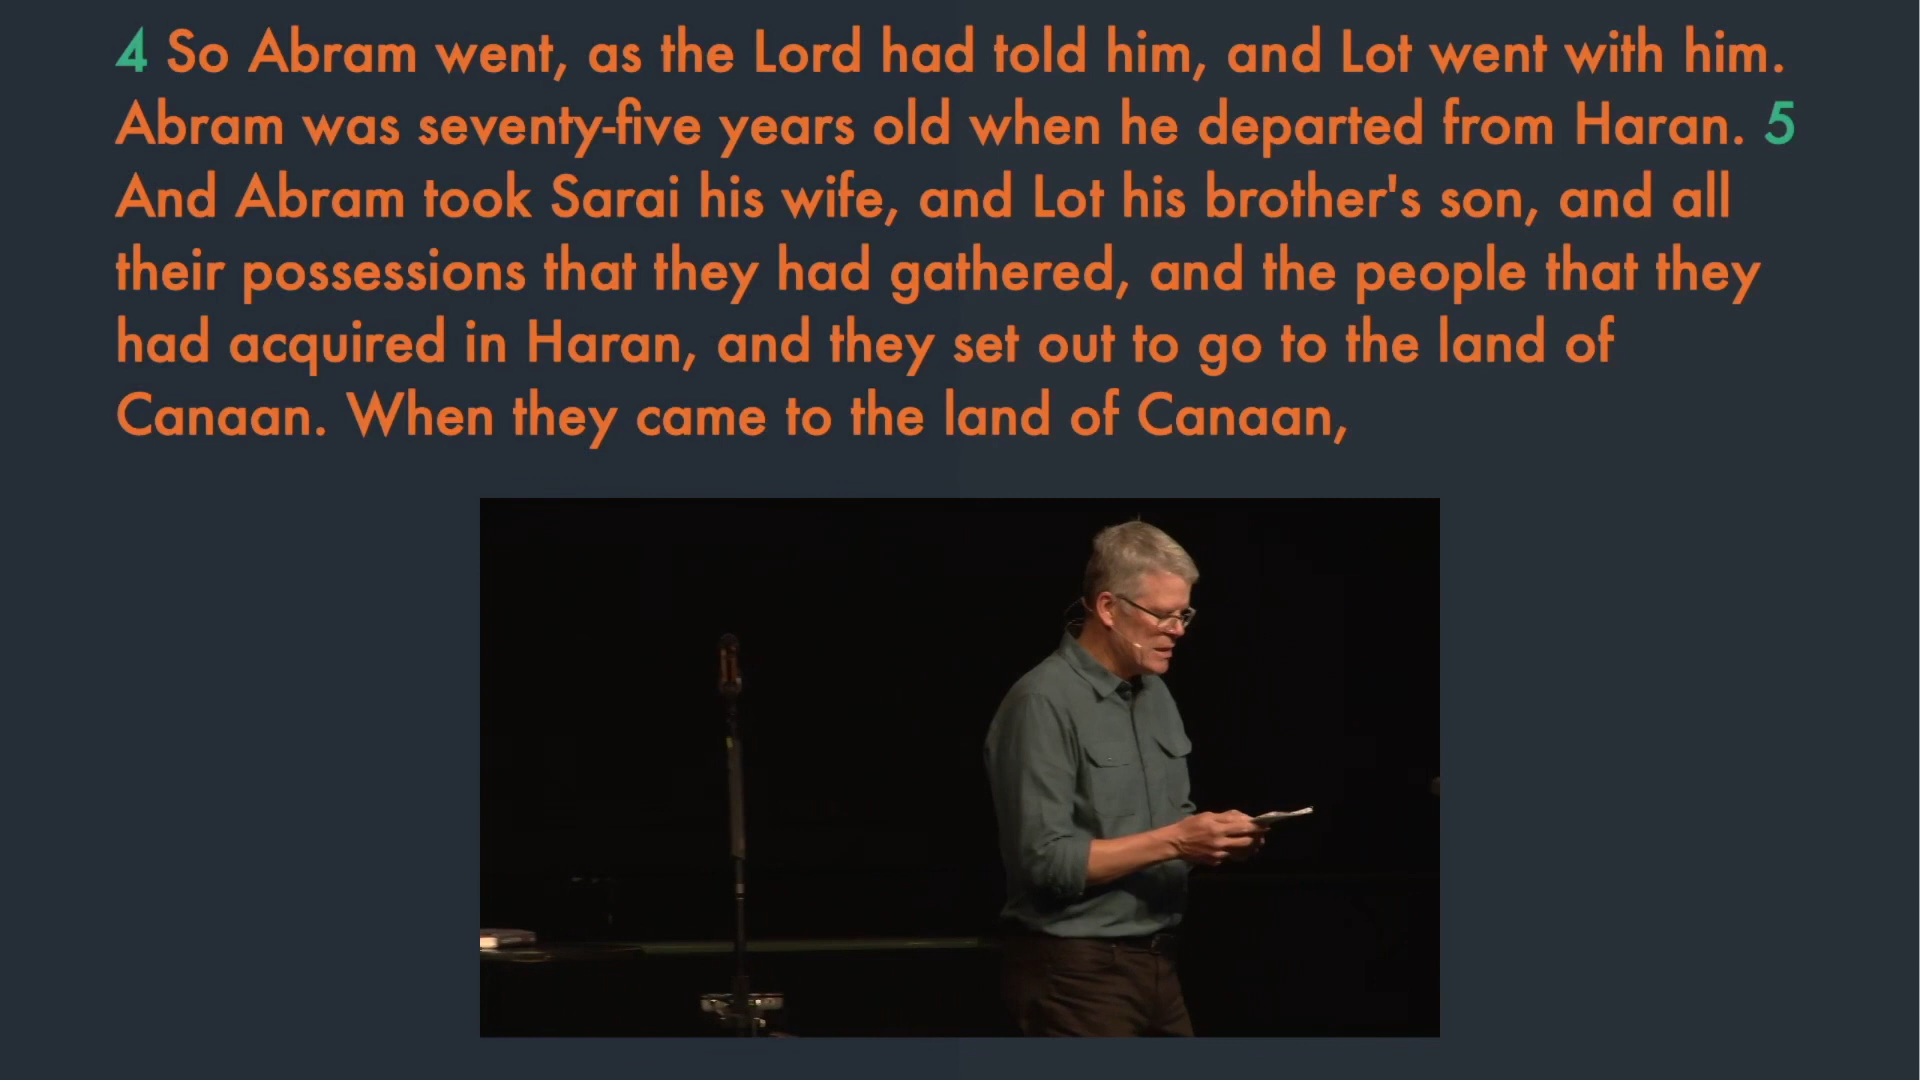 4 So Abram went, as the Lord had told him, and Lot went with him.
Abram was seventy-five years old when he departed from Haran. 5
And Abram took Sarai his wife, and Lot his brother's son, and all
their possessions that they had gathered, and the people that they
had acquired in Haran, and they set out to go to the land of
Canaan. When they came to the land of Canaan,